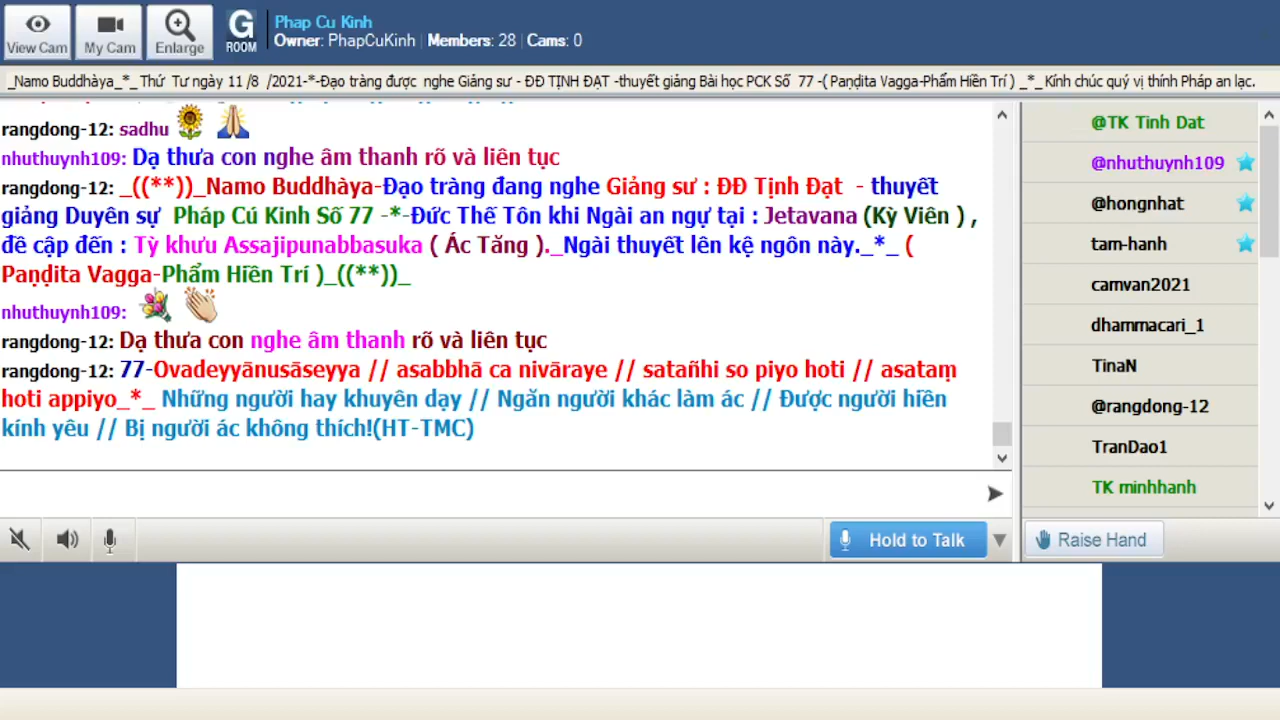 View Cam
My Cam
Enlarge
G
ROOM
Phap Cu Kinh
Owner: PhapCuKinh | Members: 28 | Cams: 0
_Namo Buddhàya_*_Thứ Tư ngày 11 /8 /2021-*-Đạo tràng được nghe Giảng sư - ĐĐ TỊNH ĐẠT -thuyết giảng Bài học PCK Số 77 -( Paṇḍita Vagga-Phẩm Hiền Trí ) _*_Kính chúc quý vị thính Pháp an lạc.
rangdong-12: sadhu
nhuthuynh109: Dạ thưa con nghe âm thanh rõ và liên tục
rangdong-12: _((**))_Namo Buddhàya-Đạo tràng đang nghe Giảng sư : ĐĐ Tịnh Đạt - thuyết
giảng Duyên sự Pháp Cú Kinh Số 77 -*-Đức Thế Tôn khi Ngài an ngự tại : Jetavana (Kỳ Viên ) ,
đề cập đến : Tỳ khưu Assajipunabbasuka ( Ác Tăng )._Ngài thuyết lên kệ ngôn này._*_ (
Paṇḍita Vagga-Phẩm Hiền Trí )_((**))_
nhuthuynh109:
rangdong-12: Dạ thưa con nghe âm thanh rõ và liên tục
rangdong-12: 77-Ovadeyyānusāseyya // asabbhā ca nivāraye // satañhi so piyo hoti // asataṃ
hoti appiyo_*_ Những người hay khuyên dạy // Ngăn người khác làm ác // Được người hiền
kính yêu // Bị người ác không thích!(HT-TMC)
@TK Tinh Dat
@nhuthuynh109
@hongnhat
tam-hanh
camvan2021
dhammacari_1
TinaN
@rangdong-12
TranDao1
TK minhhanh
Hold to Talk
Raise Hand